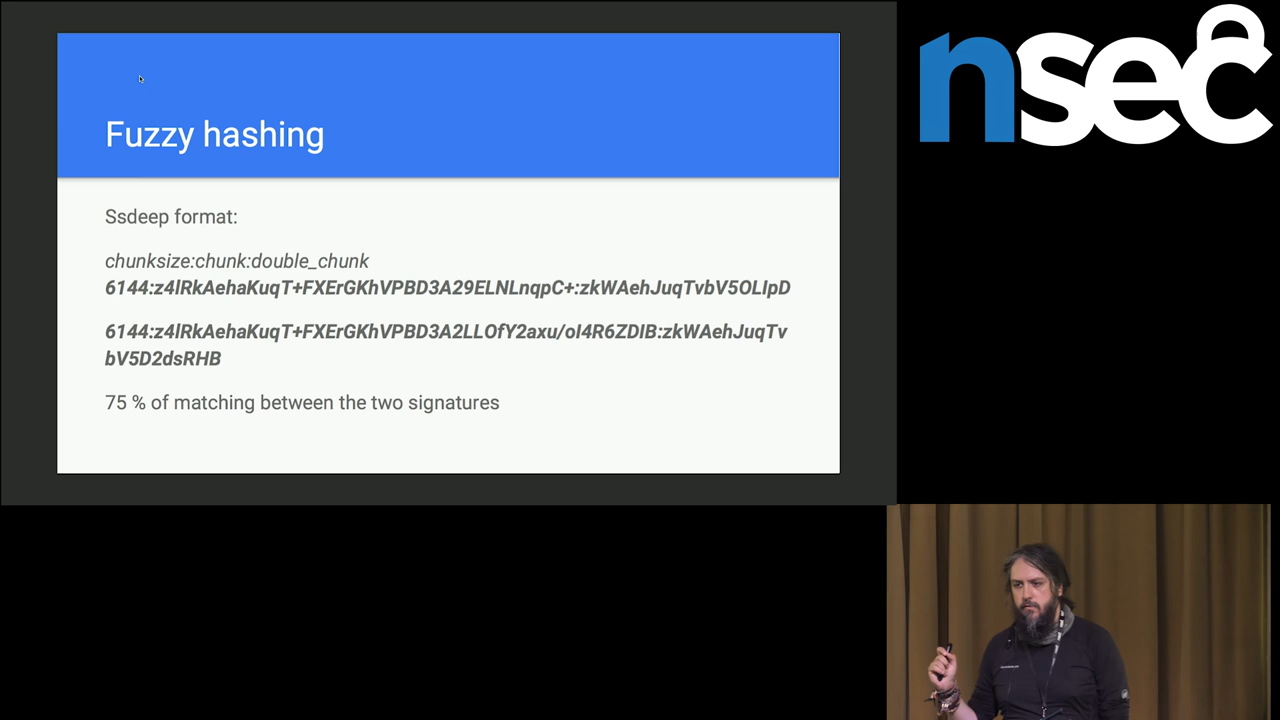 Fuzzy hashing
Ssdeep format:
chunksize:chunk:double_chunk
6144:z4lRkAehaKuqT+FXErGKhVPBD3A29ELNLnqpC+:zkWAehJuqTvbV5OLIpD
6144:z4lRkAehaKuqT+FXErGKhVPBD3A2LLOfY2axu/oI4R6ZDIB:zkWAehJuqTv
bV5D2dsRHB
75 % of matching between the two signatures
nsec